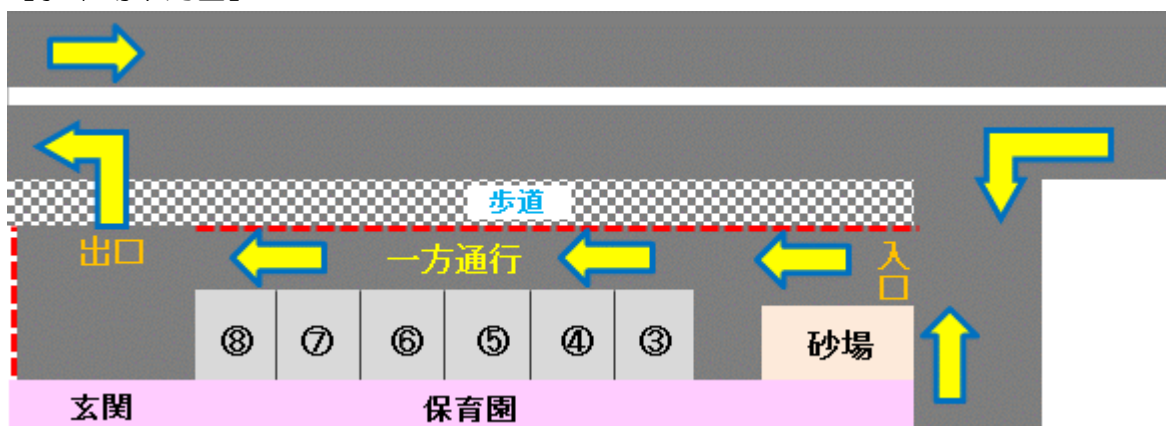 歩道
出口
一方通行
入口
⑧ ⑦ ⑥ ⑤ ④ ③
砂場
玄関
保育園